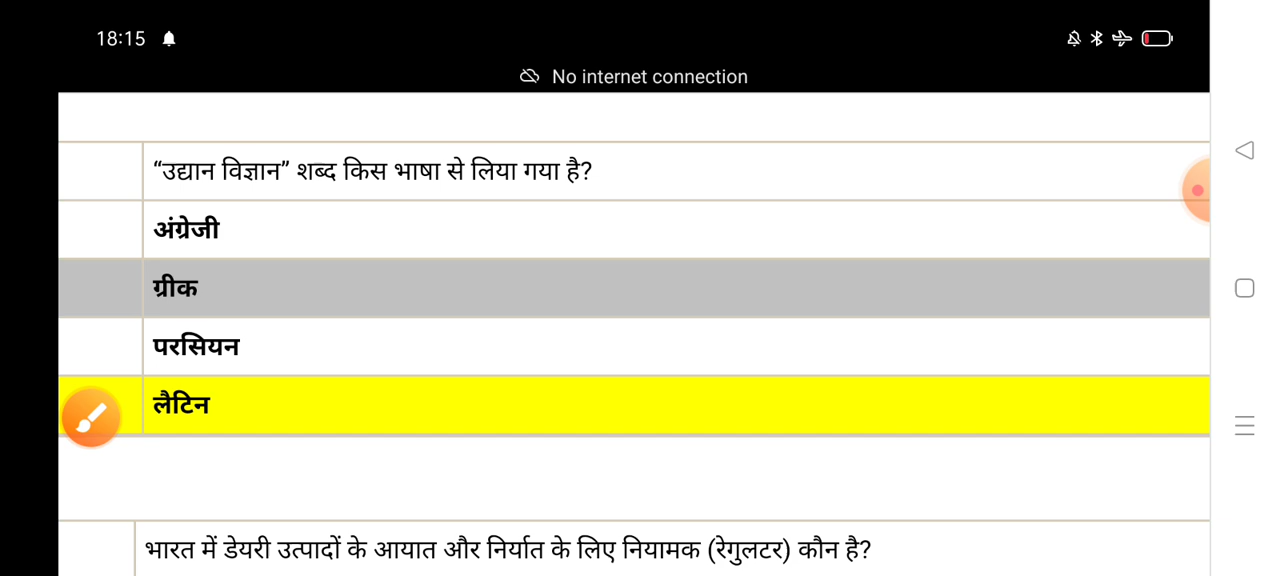 18:15
No internet connection
“उद्यान विज्ञान” शब्द किस भाषा से लिया गया है?
अंग्रेजी
ग्रीक
परसियन
लैटिन
भारत में डेयरी उत्पादों के आयात और निर्यात के लिए नियामक (रेगुलटर) कौन है?